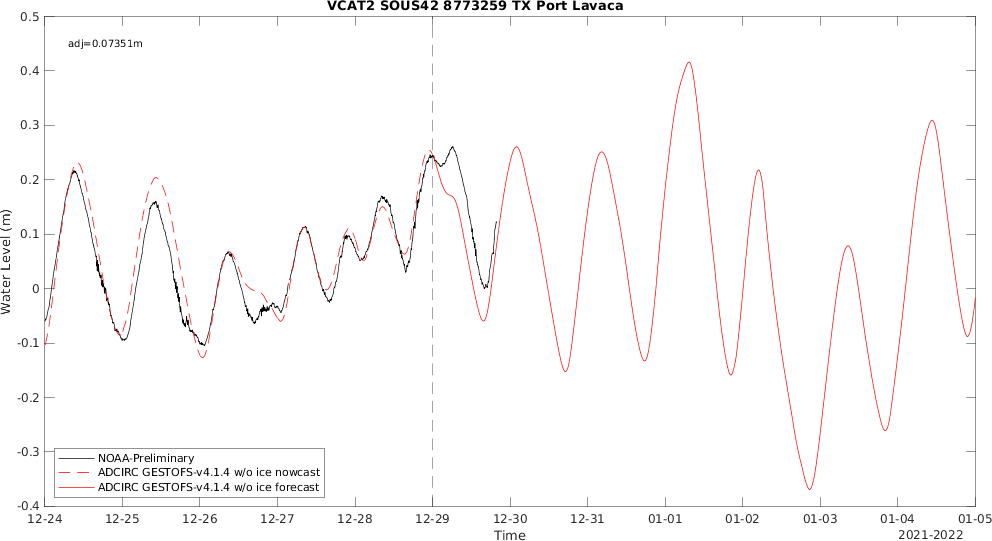 VCAT2 SOUS42 8773259 TX Port Lavaca
adj=0.07351m
0.5
0.4
0.3
0.2
0.1
0
-0.1
-0.2
-0.3
-0.4
Water Level (m)
NOAA-Preliminary
ADCIRC GESTOFS-v4.1.4 w/o ice nowcast
ADCIRC GESTOFS-v4.1.4 w/o ice forecast
12-24 12-25 12-26 12-27 12-28 12-29 12-30 12-31 01-01 01-02 01-03 01-04 01-05
Time
2021-2022